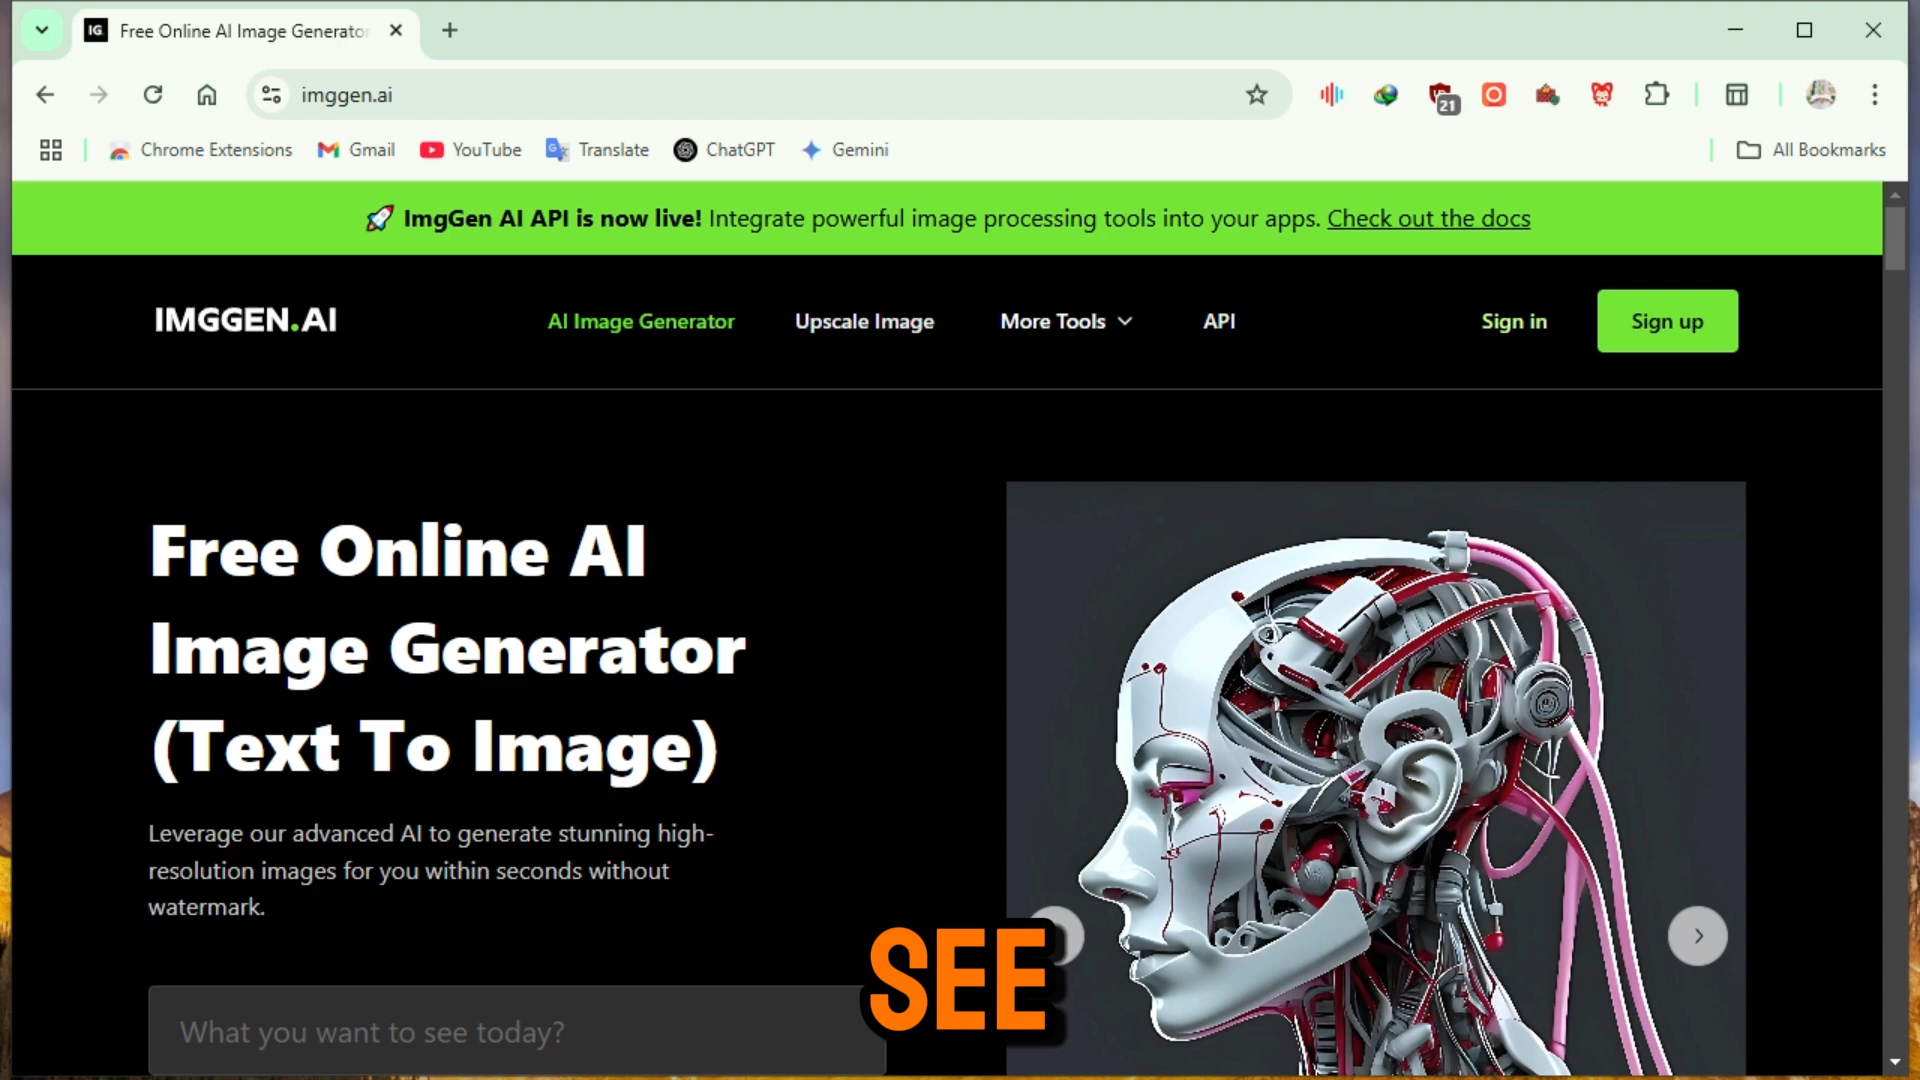 IG
Free Online AI Image Generator
imggen.ai
21
Chrome Extensions
Gmail
YouTube
Translate
ChatGPT
Gemini
All Bookmarks
🚀 ImgGen AI API is now live! Integrate powerful image processing tools into your apps. Check out the docs
IMGGEN.AI
AI Image Generator
Upscale Image
More Tools
API
Sign in
Sign up
Free Online AI
Image Generator
(Text To Image)
Leverage our advanced AI to generate stunning high-
resolution images for you within seconds without
watermark.
SEE
What you want to see today?